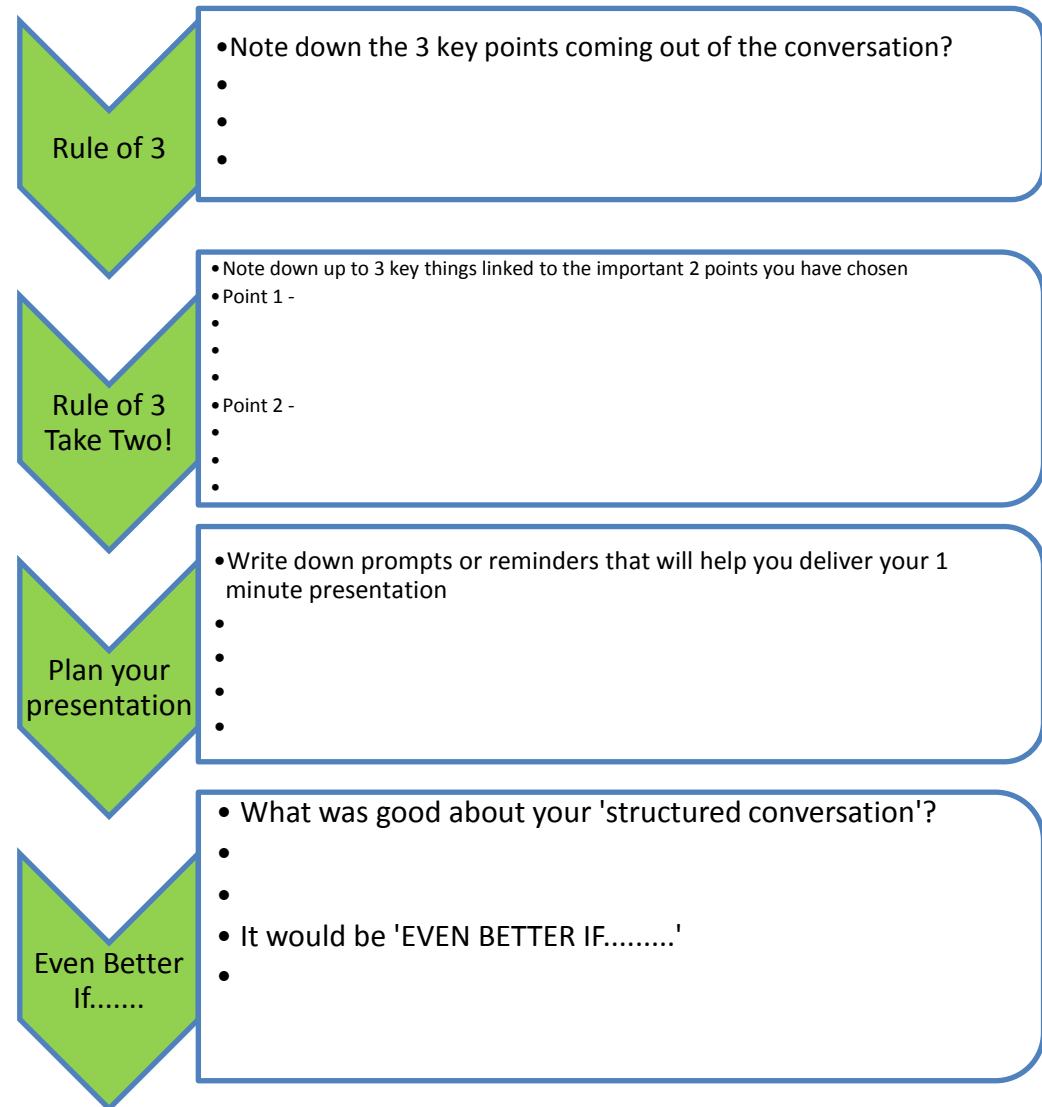 Rule of 3
•Note down the 3 key points coming out of the conversation?
•
•
•
Rule of 3
Take Two!
•Note down up to 3 key things linked to the important 2 points you have chosen
•Point 1 -
•
•
•
•Point 2 -
•
•
•
Plan your
presentation
•Write down prompts or reminders that will help you deliver your 1
minute presentation
•
•
•
•
Even Better
If.......
• What was good about your 'structured conversation'?
•
•
• It would be 'EVEN BETTER IF.........'
•